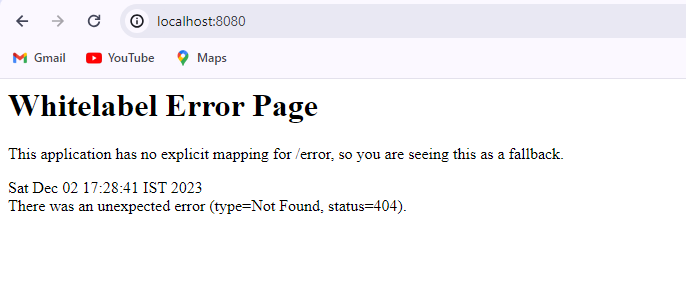 localhost:8080
Gmail YouTube Maps
Whitelabel Error Page
This application has no explicit mapping for /error, so you are seeing this as a fallback.
Sat Dec 02 17:28:41 IST 2023
There was an unexpected error (type=Not Found, status=404).